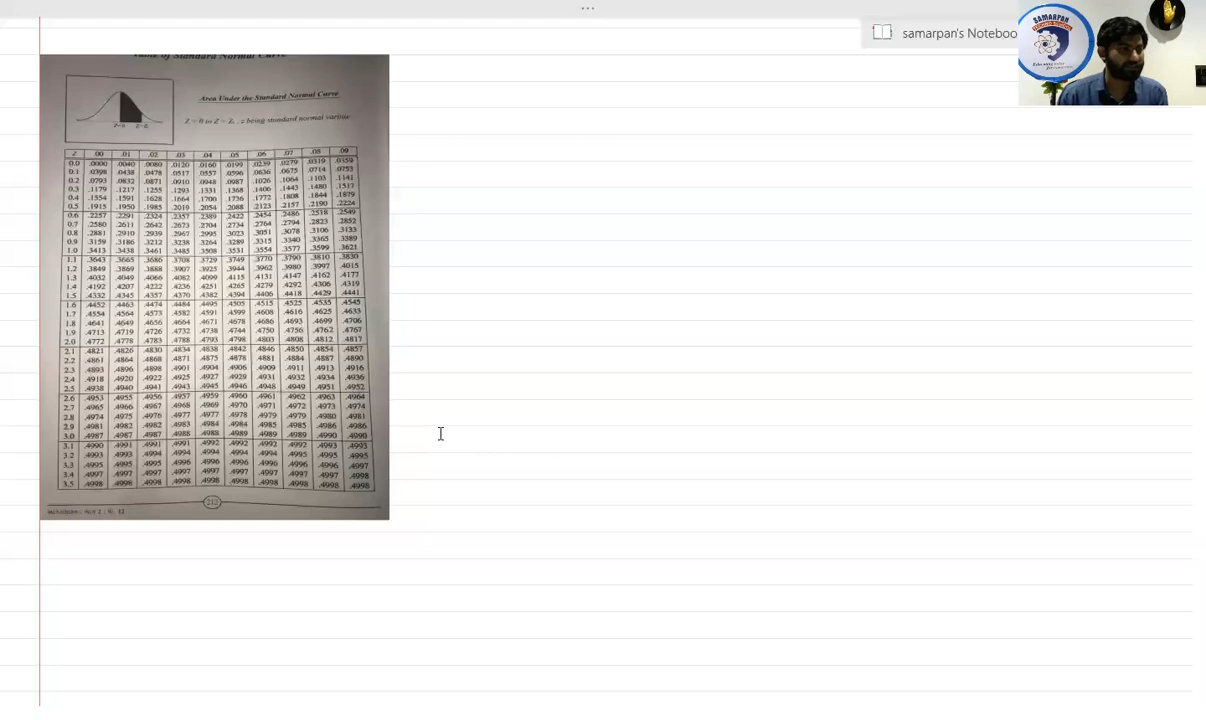 samarpan's Noteboo
SAMARPAN
Table of Standard Normal Curve
Area Under the Standard Normal Curve
Z = 0 to Z = Z₁, z being standard normal variate
Z .00 .01 .02 .03 .04 .05 .06 .07 .08 .09
0.0 .0000 .0040 .0080 .0120 .0160 .0199 .0239 .0279 .0319 .0359
0.1 .0398 .0438 .0478 .0517 .0557 .0596 .0636 .0675 .0714 .0753
0.2 .0793 .0832 .0871 .0910 .0948 .0987 .1026 .1064 .1103 .1141
0.3 .1179 .1217 .1255 .1293 .1331 .1368 .1406 .1443 .1480 .1517
0.4 .1554 .1591 .1628 .1664 .1700 .1736 .1772 .1808 .1844 .1879
0.5 .1915 .1950 .1985 .2019 .2054 .2088 .2123 .2157 .2190 .2224
0.6 .2257 .2291 .2324 .2357 .2389 .2422 .2454 .2486 .2518 .2549
0.7 .2580 .2611 .2642 .2673 .2704 .2734 .2764 .2794 .2823 .2852
0.8 .2881 .2910 .2939 .2967 .2995 .3023 .3051 .3078 .3106 .3133
0.9 .3159 .3186 .3212 .3238 .3264 .3289 .3315 .3340 .3365 .3389
1.0 .3413 .3438 .3461 .3485 .3508 .3531 .3554 .3577 .3599 .3621
1.1 .3643 .3665 .3686 .3708 .3729 .3749 .3770 .3790 .3810 .3830
1.2 .3849 .3869 .3888 .3907 .3925 .3944 .3962 .3980 .3997 .4015
1.3 .4032 .4049 .4066 .4082 .4099 .4115 .4131 .4147 .4162 .4177
1.4 .4192 .4207 .4222 .4236 .4251 .4265 .4279 .4292 .4306 .4319
1.5 .4332 .4345 .4357 .4370 .4382 .4394 .4406 .4418 .4429 .4441
1.6 .4452 .4463 .4474 .4484 .4495 .4505 .4515 .4525 .4535 .4545
1.7 .4554 .4564 .4573 .4582 .4591 .4599 .4608 .4616 .4625 .4633
1.8 .4641 .4649 .4656 .4664 .4671 .4678 .4686 .4693 .4699 .4706
1.9 .4713 .4719 .4726 .4732 .4738 .4744 .4750 .4756 .4762 .4767
2.0 .4772 .4778 .4783 .4788 .4793 .4798 .4803 .4808 .4812 .4817
2.1 .4821 .4826 .4830 .4834 .4838 .4842 .4846 .4850 .4854 .4857
2.2 .4861 .4864 .4868 .4871 .4875 .4878 .4881 .4884 .4887 .4890
2.3 .4893 .4896 .4898 .4901 .4904 .4906 .4909 .4911 .4913 .4916
2.4 .4918 .4920 .4922 .4925 .4927 .4929 .4931 .4932 .4934 .4936
2.5 .4938 .4940 .4941 .4943 .4945 .4946 .4948 .4949 .4951 .4952
2.6 .4953 .4955 .4956 .4957 .4959 .4960 .4961 .4962 .4963 .4964
2.7 .4965 .4966 .4967 .4968 .4969 .4970 .4971 .4972 .4973 .4974
2.8 .4974 .4975 .4976 .4977 .4977 .4978 .4979 .4979 .4980 .4981
2.9 .4981 .4982 .4982 .4983 .4984 .4984 .4985 .4985 .4986 .4986
3.0 .4987 .4987 .4987 .4988 .4988 .4989 .4989 .4989 .4990 .4990
3.1 .4990 .4991 .4991 .4991 .4992 .4992 .4992 .4992 .4993 .4993
3.2 .4993 .4993 .4994 .4994 .4994 .4994 .4994 .4995 .4995 .4995
3.3 .4995 .4995 .4995 .4996 .4996 .4996 .4996 .4996 .4996 .4997
3.4 .4997 .4997 .4997 .4997 .4997 .4997 .4997 .4997 .4997 .4998
3.5 .4998 .4998 .4998 .4998 .4998 .4998 .4998 .4998 .4998 .4998
212